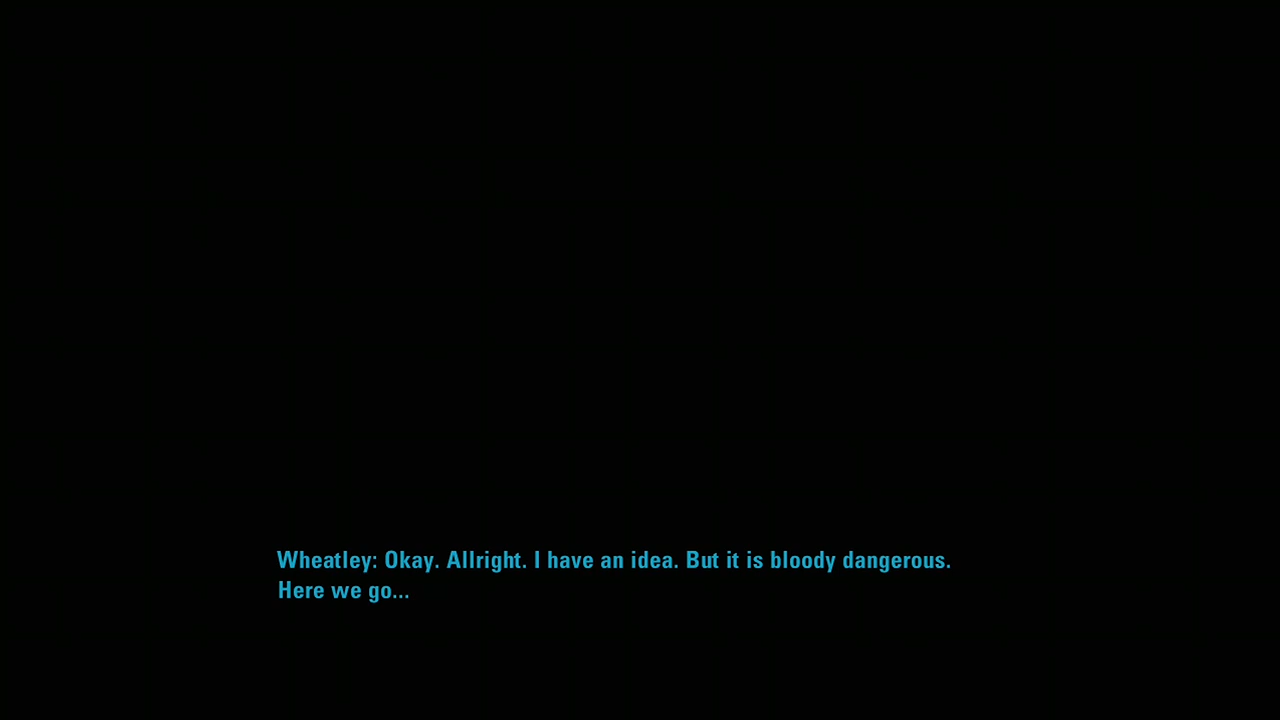 Wheatley: Okay. Allright. I have an idea. But it is bloody dangerous.
Here we go...